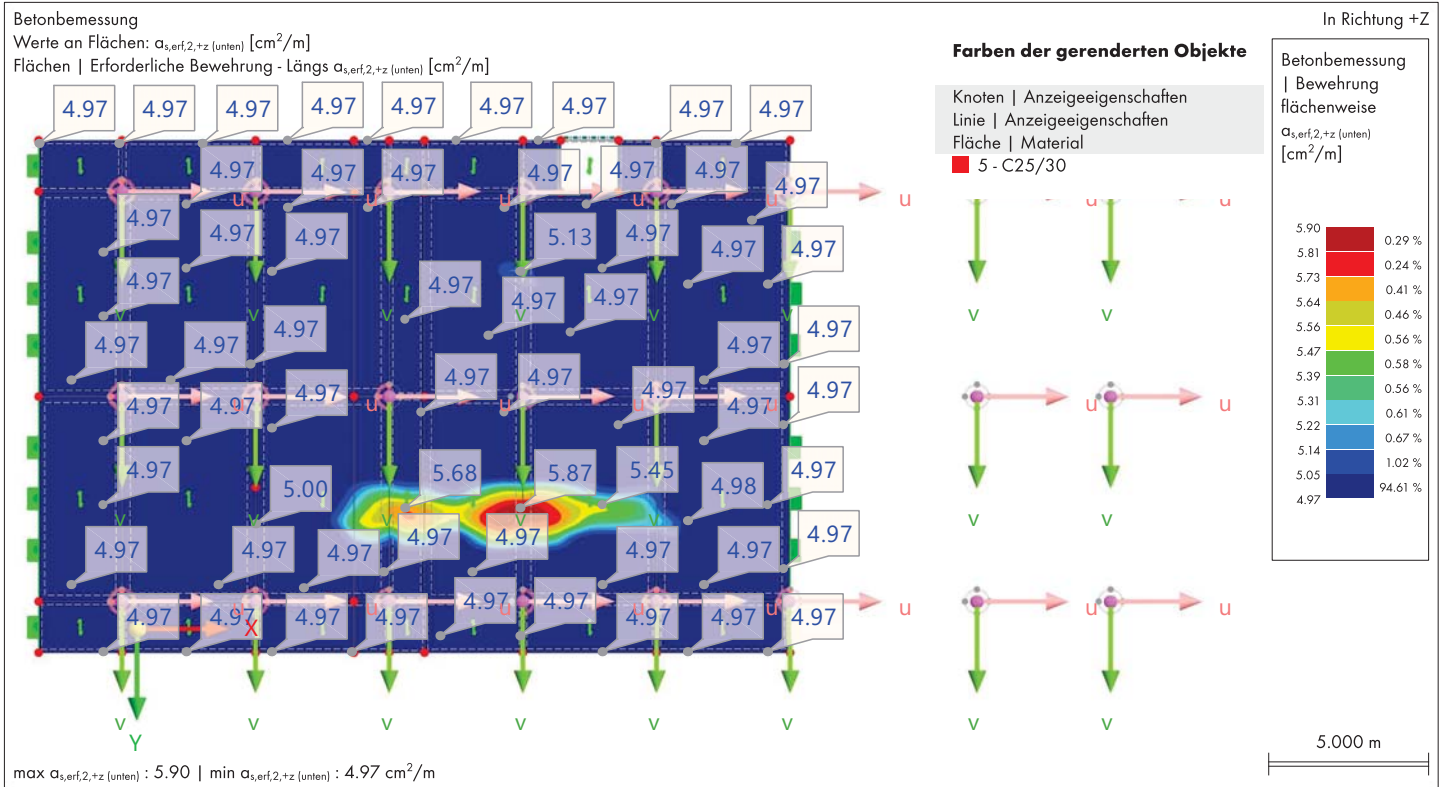 Betonbemessung
In Richtung +Z
Werte an Flächen: as,erf,2,+z (unten) [cm²/m]
Flächen | Erforderliche Bewehrung - Längs as,erf,2,+z (unten) [cm²/m]
Farben der gerenderten Objekte
Knoten | Anzeigeeigenschaften
Linie | Anzeigeeigenschaften
Fläche | Material
5 - C25/30
Betonbemessung
| Bewehrung
flächenweise
as,erf,2,+z (unten)
[cm²/m]
5.90
5.81
5.73
5.64
5.56
5.47
5.39
5.31
5.22
5.14
5.05
4.97
0.29 %
0.24 %
0.41 %
0.46 %
0.56 %
0.58 %
0.56 %
0.61 %
0.67 %
1.02 %
94.61 %
4.97 4.97 4.97 4.97 4.97 4.97 4.97 4.97 4.97
4.97 4.97 4.97 4.97 4.97 4.97 4.97
u u u u u u u u
4.97 4.97 4.97 5.13 4.97 4.97 4.97
4.97 4.97 4.97 4.97 4.97
v v v v v v v
4.97 4.97 4.97 4.97 4.97
4.97 4.97 4.97 4.97 4.97
u u u u u u u
4.97 4.97 4.97
4.97 5.00 5.68 5.87 5.45 4.98 4.97
v v v v v v v
4.97 4.97 4.97 4.97 4.97 4.97 4.97 4.97
4.97 4.97
u u u u u u u u
4.97 4.97 4.97 4.97 4.97 4.97 4.97
X
v v v v v v v v
Y
5.000 m
max as,erf,2,+z (unten) : 5.90 | min as,erf,2,+z (unten) : 4.97 cm²/m